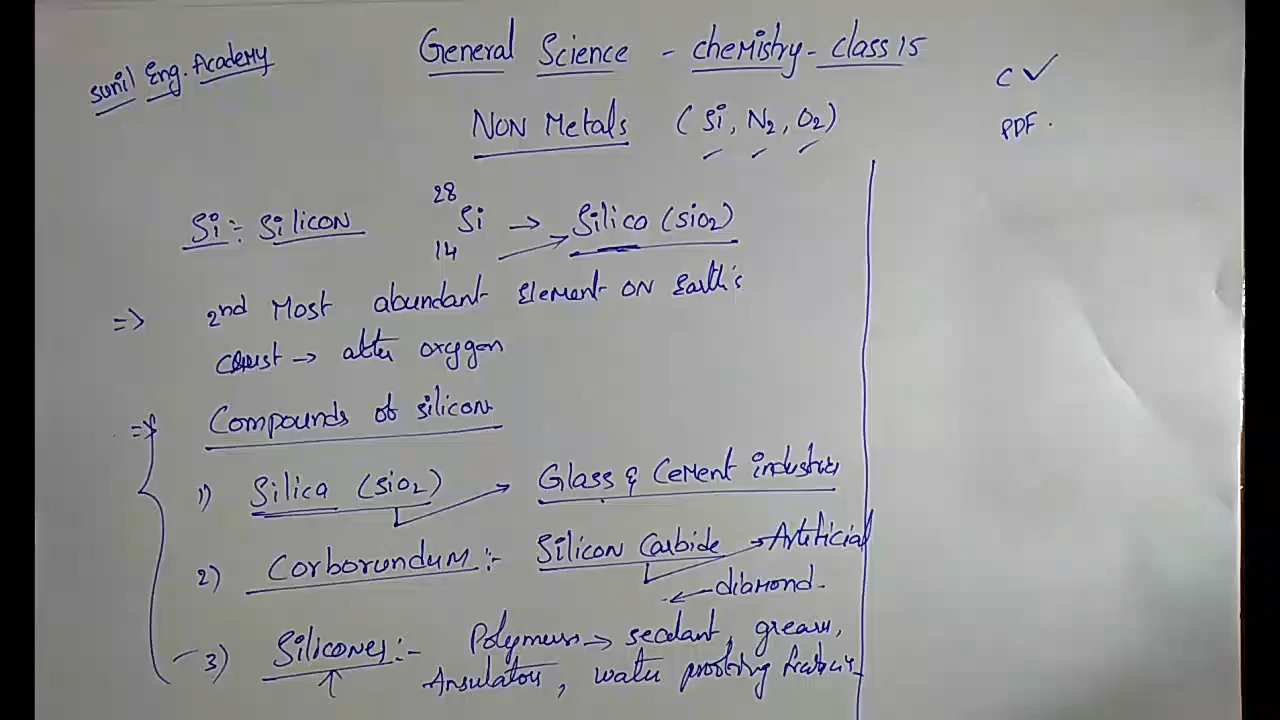 Sunil Eng. Academy
General Science - chemistry - class 15
C ✓
PDF.
NON Metals (Si, N2, O2)
Si :- Silicon 28 Si 14 → Silica (SiO2)
=> 2nd Most abundant Element ON Earth's
Crust → after oxygen
=> Compounds of silicon
1) Silica (SiO2) → Glass & Cement industries
2) Corborundum :- Silicon Carbide → Artificial
← diamond.
3) Silicones :- Polymers → sealant, grease,
Insulators, water proofing fabrics